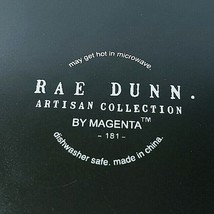 may get hot in microwave.
RAE DUNN.
ARTISAN COLLECTION
BY MAGENTA™
– 181 –
dishwasher safe. made in china.